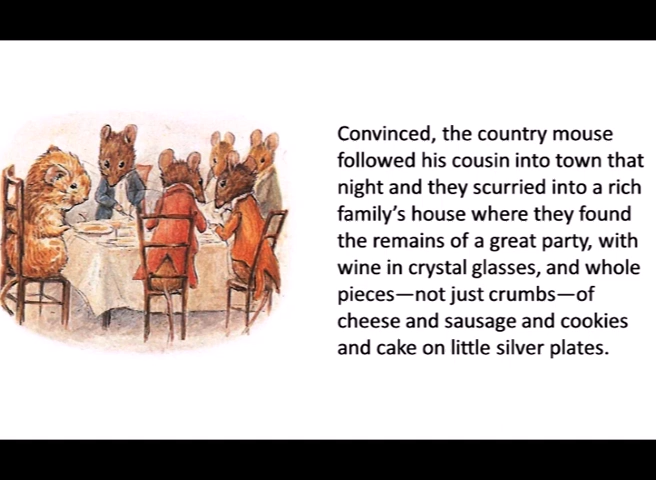 Convinced, the country mouse
followed his cousin into town that
night and they scurried into a rich
family’s house where they found
the remains of a great party, with
wine in crystal glasses, and whole
pieces—not just crumbs—of
cheese and sausage and cookies
and cake on little silver plates.